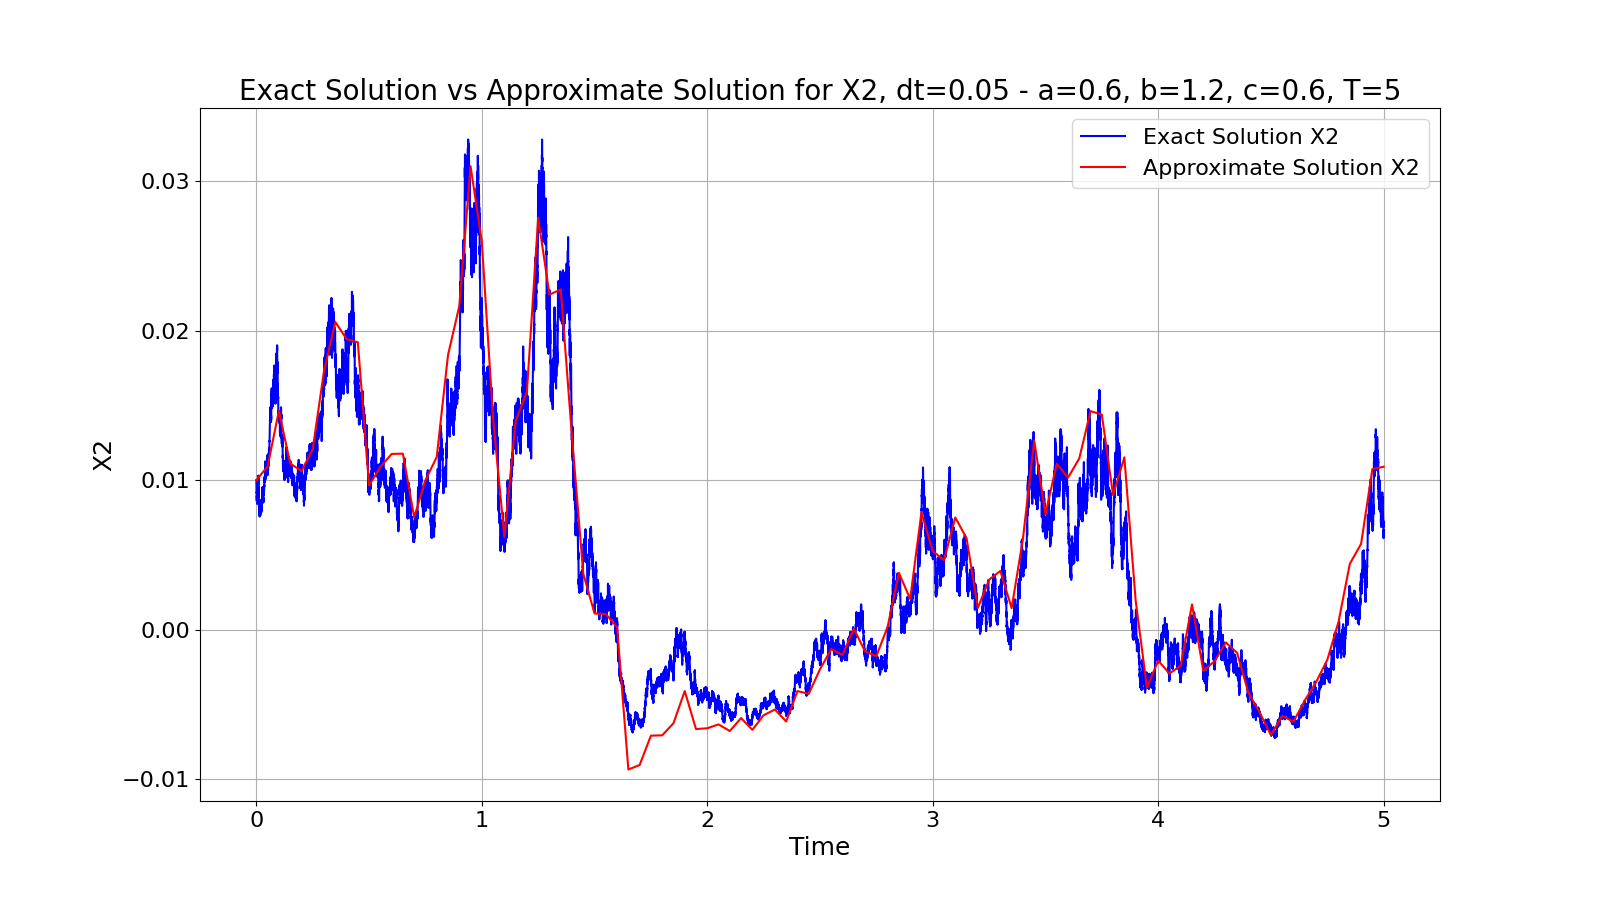 Exact Solution vs Approximate Solution for X2, dt=0.05 - a=0.6, b=1.2, c=0.6, T=5
Exact Solution X2
Approximate Solution X2
0.03
0.02
0.01
0.00
−0.01
X2
0 1 2 3 4 5
Time